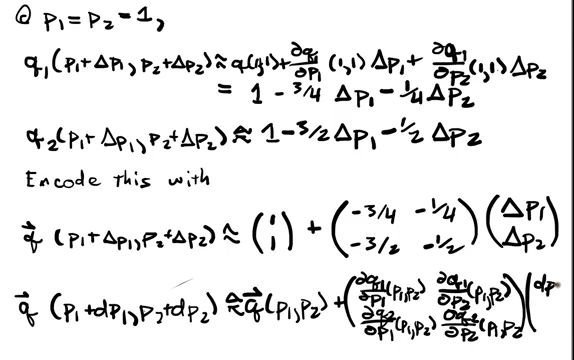 @ P₁ = P₂ = 1,
q₁(P₁+ΔP₁, P₂+ΔP₂) ≈ q(1,1) + ∂q₁/∂P₁ (1,1) ΔP₁ + ∂q₁/∂P₂ (1,1) ΔP₂
= 1 - 3/4 ΔP₁ - 1/4 ΔP₂
q₂(P₁+ΔP₁, P₂+ΔP₂) ≈ 1 - 3/2 ΔP₁ - 1/2 ΔP₂
Encode this with
q⃗ (P₁+ΔP₁, P₂+ΔP₂) ≈ (1 ; 1) + (-3/4 -1/4 ; -3/2 -1/2) (ΔP₁ ; ΔP₂)
q⃗ (P₁+dP₁, P₂+dP₂) ≈ q⃗(P₁,P₂) + (∂q₁/∂P₁(P₁,P₂) ∂q₁/∂P₂(P₁,P₂) ; ∂q₂/∂P₁(P₁,P₂) ∂q₂/∂P₂(P₁,P₂)) (dP